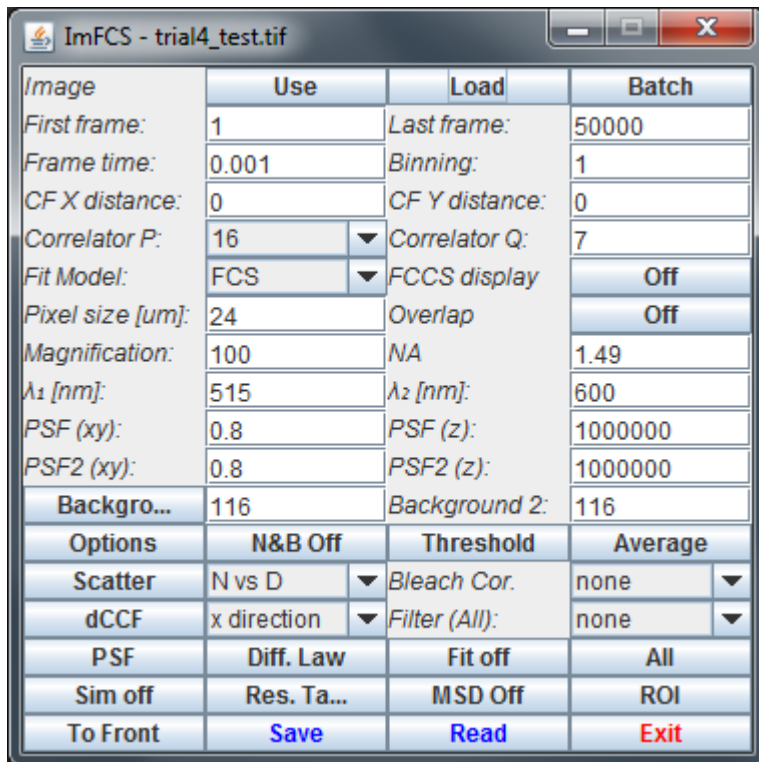 ImFCS - trial4_test.tif
Image Use Load Batch
First frame: 1 Last frame: 50000
Frame time: 0.001 Binning: 1
CF X distance: 0 CF Y distance: 0
Correlator P: 16 Correlator Q: 7
Fit Model: FCS FCCS display Off
Pixel size [um]: 24 Overlap Off
Magnification: 100 NA 1.49
λ₁ [nm]: 515 λ₂ [nm]: 600
PSF (xy): 0.8 PSF (z): 1000000
PSF2 (xy): 0.8 PSF2 (z): 1000000
Backgro... 116 Background 2: 116
Options N&B Off Threshold Average
Scatter N vs D Bleach Cor. none
dCCF x direction Filter (All): none
PSF Diff. Law Fit off All
Sim off Res. Ta... MSD Off ROI
To Front Save Read Exit